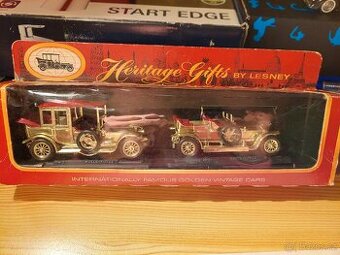 START EDGE
Heritage Gifts BY LESNEY
INTERNATIONALLY FAMOUS GOLDEN VINTAGE CARS